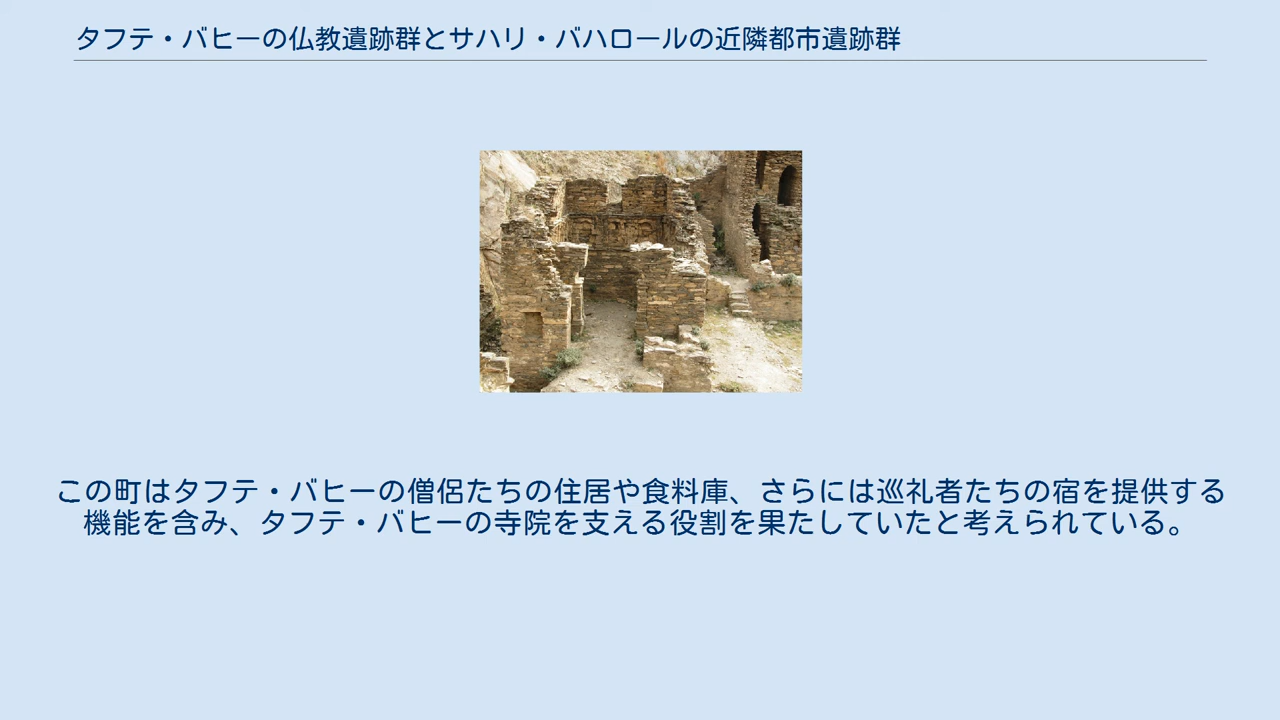 タフテ・バヒーの仏教遺跡群とサハリ・バハロールの近隣都市遺跡群
この町はタフテ・バヒーの僧侶たちの住居や食料庫、さらには巡礼者たちの宿を提供する
機能を含み、タフテ・バヒーの寺院を支える役割を果たしていたと考えられている。